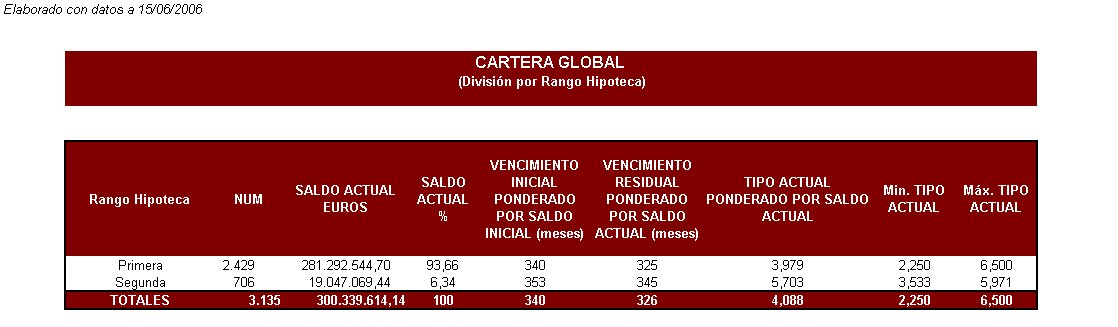 Elaborado con datos a 15/06/2006
CARTERA GLOBAL
(División por Rango Hipoteca)
Rango Hipoteca NUM SALDO ACTUAL EUROS SALDO ACTUAL % VENCIMIENTO INICIAL PONDERADO POR SALDO INICIAL (meses) VENCIMIENTO RESIDUAL PONDERADO POR SALDO ACTUAL (meses) TIPO ACTUAL PONDERADO POR SALDO ACTUAL Min. TIPO ACTUAL Máx. TIPO ACTUAL
Primera 2.429 281.292.544,70 93,66 340 325 3,979 2,250 6,500
Segunda 706 19.047.069,44 6,34 353 345 5,703 3,533 5,971
TOTALES 3.135 300.339.614,14 100 340 326 4,088 2,250 6,500